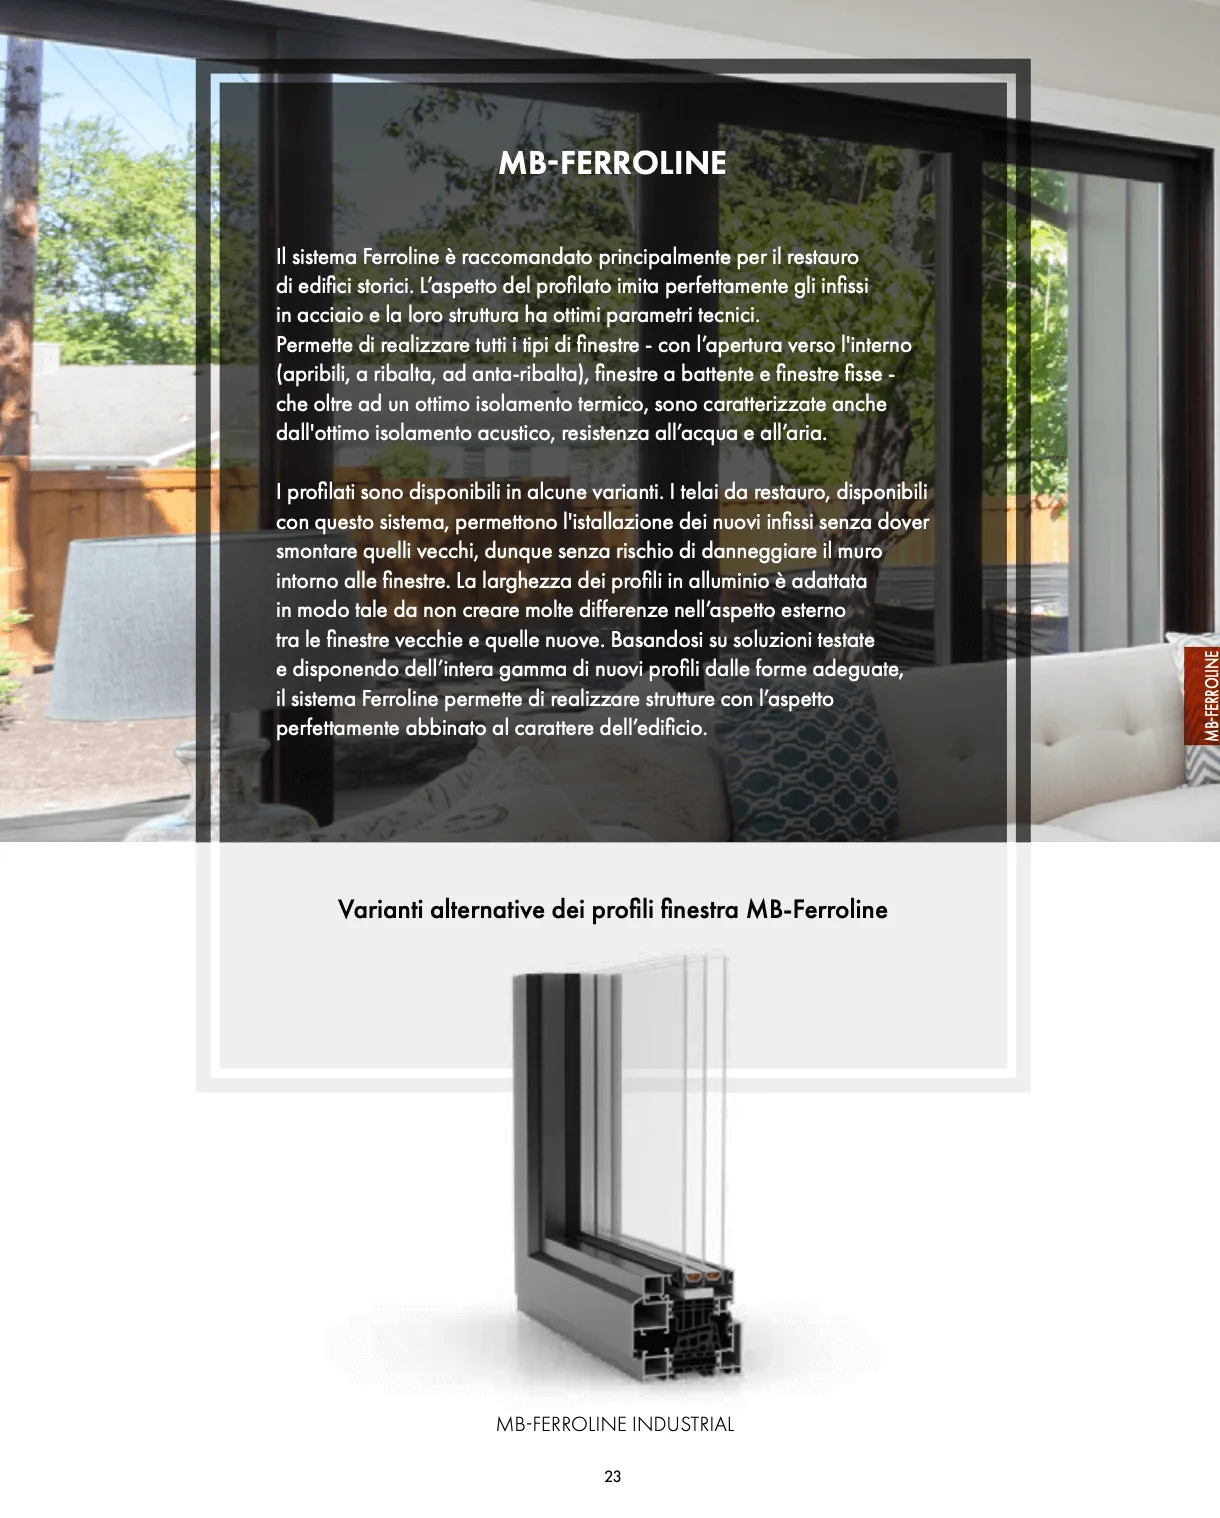 MB-FERROLINE
Il sistema Ferroline è raccomandato principalmente per il restauro
di edifici storici. L’aspetto del profilato imita perfettamente gli infissi
in acciaio e la loro struttura ha ottimi parametri tecnici.
Permette di realizzare tutti i tipi di finestre - con l’apertura verso l'interno
(apribili, a ribalta, ad anta-ribalta), finestre a battente e finestre fisse -
che oltre ad un ottimo isolamento termico, sono caratterizzate anche
dall'ottimo isolamento acustico, resistenza all’acqua e all’aria.
I profilati sono disponibili in alcune varianti. I telai da restauro, disponibili
con questo sistema, permettono l'istallazione dei nuovi infissi senza dover
smontare quelli vecchi, dunque senza rischio di danneggiare il muro
intorno alle finestre. La larghezza dei profili in alluminio è adattata
in modo tale da non creare molte differenze nell’aspetto esterno
tra le finestre vecchie e quelle nuove. Basandosi su soluzioni testate
e disponendo dell’intera gamma di nuovi profili dalle forme adeguate,
il sistema Ferroline permette di realizzare strutture con l’aspetto
perfettamente abbinato al carattere dell’edificio.
MB-FERROLINE
Varianti alternative dei profili finestra MB-Ferroline
MB-FERROLINE INDUSTRIAL
23